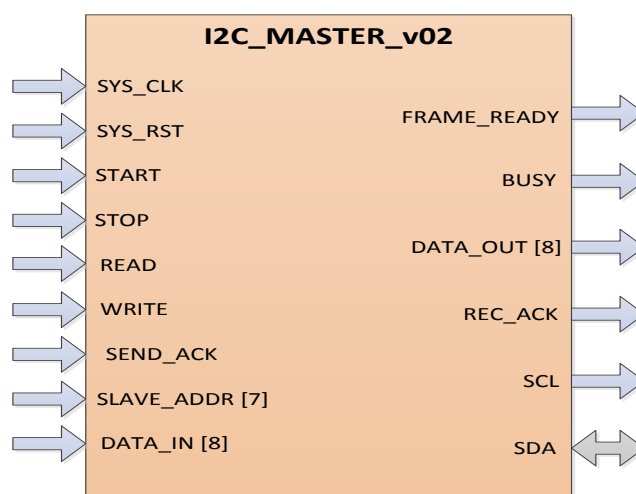 I2C_MASTER_v02
SYS_CLK
SYS_RST
START
STOP
READ
WRITE
SEND_ACK
SLAVE_ADDR [7]
DATA_IN [8]
FRAME_READY
BUSY
DATA_OUT [8]
REC_ACK
SCL
SDA